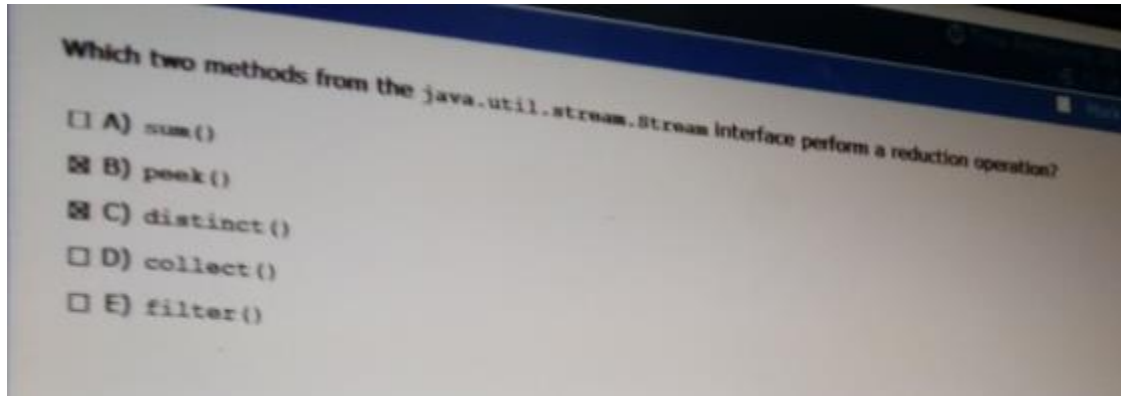 Which two methods from the java.util.stream.Stream interface perform a reduction operation?
A) sum()
B) peek()
C) distinct()
D) collect()
E) filter()